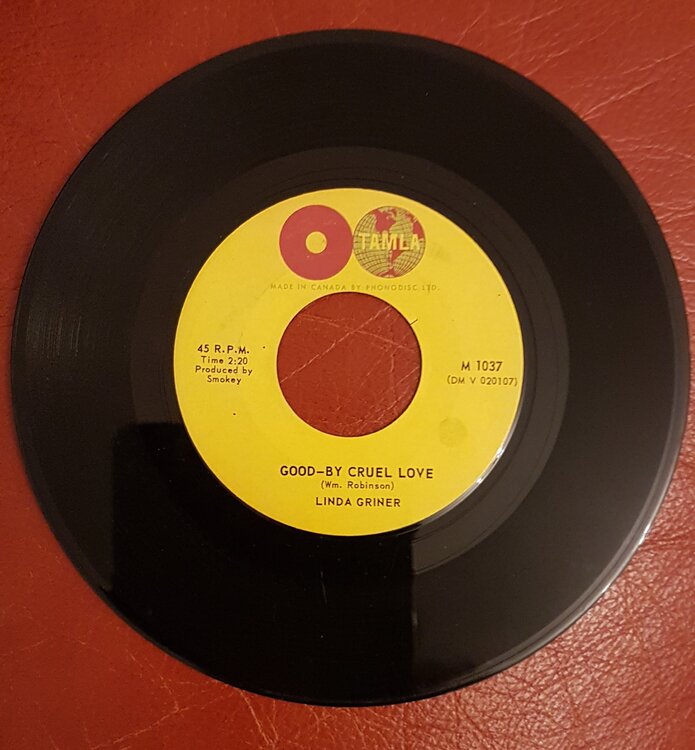 TAMLA
MADE IN CANADA BY PHONODISC LTD.
45 R.P.M.
Time 2:20
Produced by
Smokey
M 1037
(DM V 020107)
GOOD–BY CRUEL LOVE
(Wm. Robinson)
LINDA GRINER